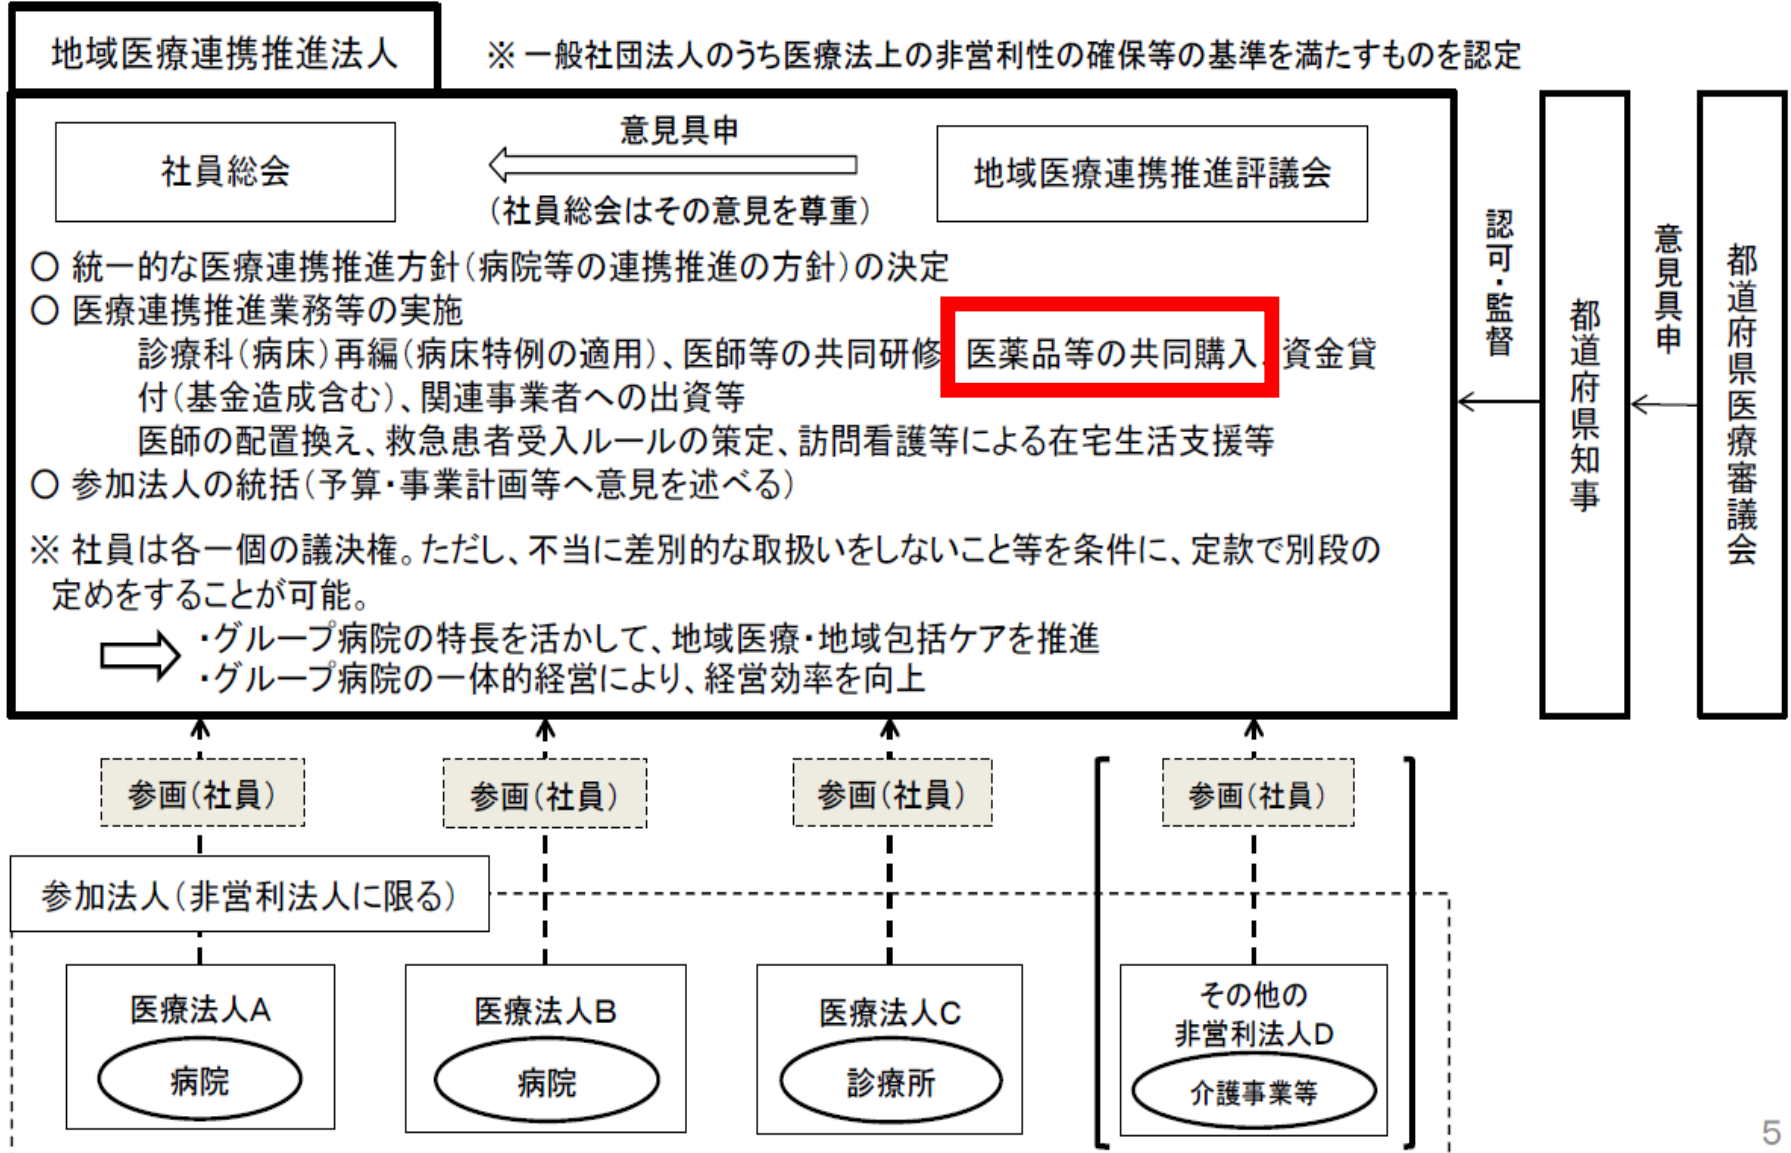 地域医療連携推進法人
※ 一般社団法人のうち医療法上の非営利性の確保等の基準を満たすものを認定
社員総会
意見具申
(社員総会はその意見を尊重)
地域医療連携推進評議会
○ 統一的な医療連携推進方針(病院等の連携推進の方針)の決定
○ 医療連携推進業務等の実施
診療科(病床)再編(病床特例の適用)、医師等の共同研修 医薬品等の共同購入、資金貸
付(基金造成含む)、関連事業者への出資等
医師の配置換え、救急患者受入ルールの策定、訪問看護等による在宅生活支援等
○ 参加法人の統括(予算・事業計画等へ意見を述べる)
※ 社員は各一個の議決権。ただし、不当に差別的な取扱いをしないこと等を条件に、定款で別段の
定めをすることが可能。
・グループ病院の特長を活かして、地域医療・地域包括ケアを推進
・グループ病院の一体的経営により、経営効率を向上
認可・監督
都道府県知事
意見具申
都道府県医療審議会
参画(社員)
参画(社員)
参画(社員)
参画(社員)
参加法人(非営利法人に限る)
医療法人A
病院
医療法人B
病院
医療法人C
診療所
その他の
非営利法人D
介護事業等
5